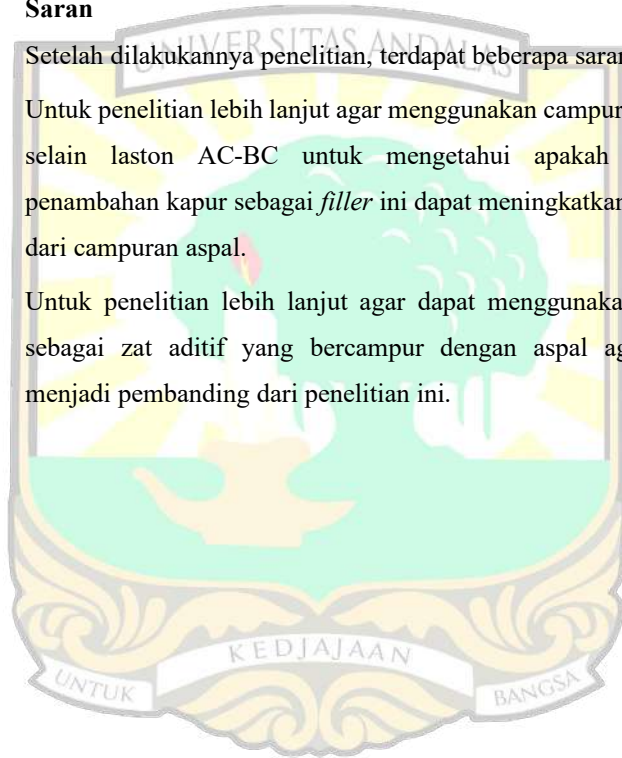 Saran
UNIVERSITAS ANDALAS
Setelah dilakukannya penelitian, terdapat beberapa saran
Untuk penelitian lebih lanjut agar menggunakan campur
selain laston AC-BC untuk mengetahui apakah
penambahan kapur sebagai filler ini dapat meningkatkan
dari campuran aspal.
Untuk penelitian lebih lanjut agar dapat menggunaka
sebagai zat aditif yang bercampur dengan aspal ag
menjadi pembanding dari penelitian ini.
KEDJAJAAN
UNTUK
BANGSA